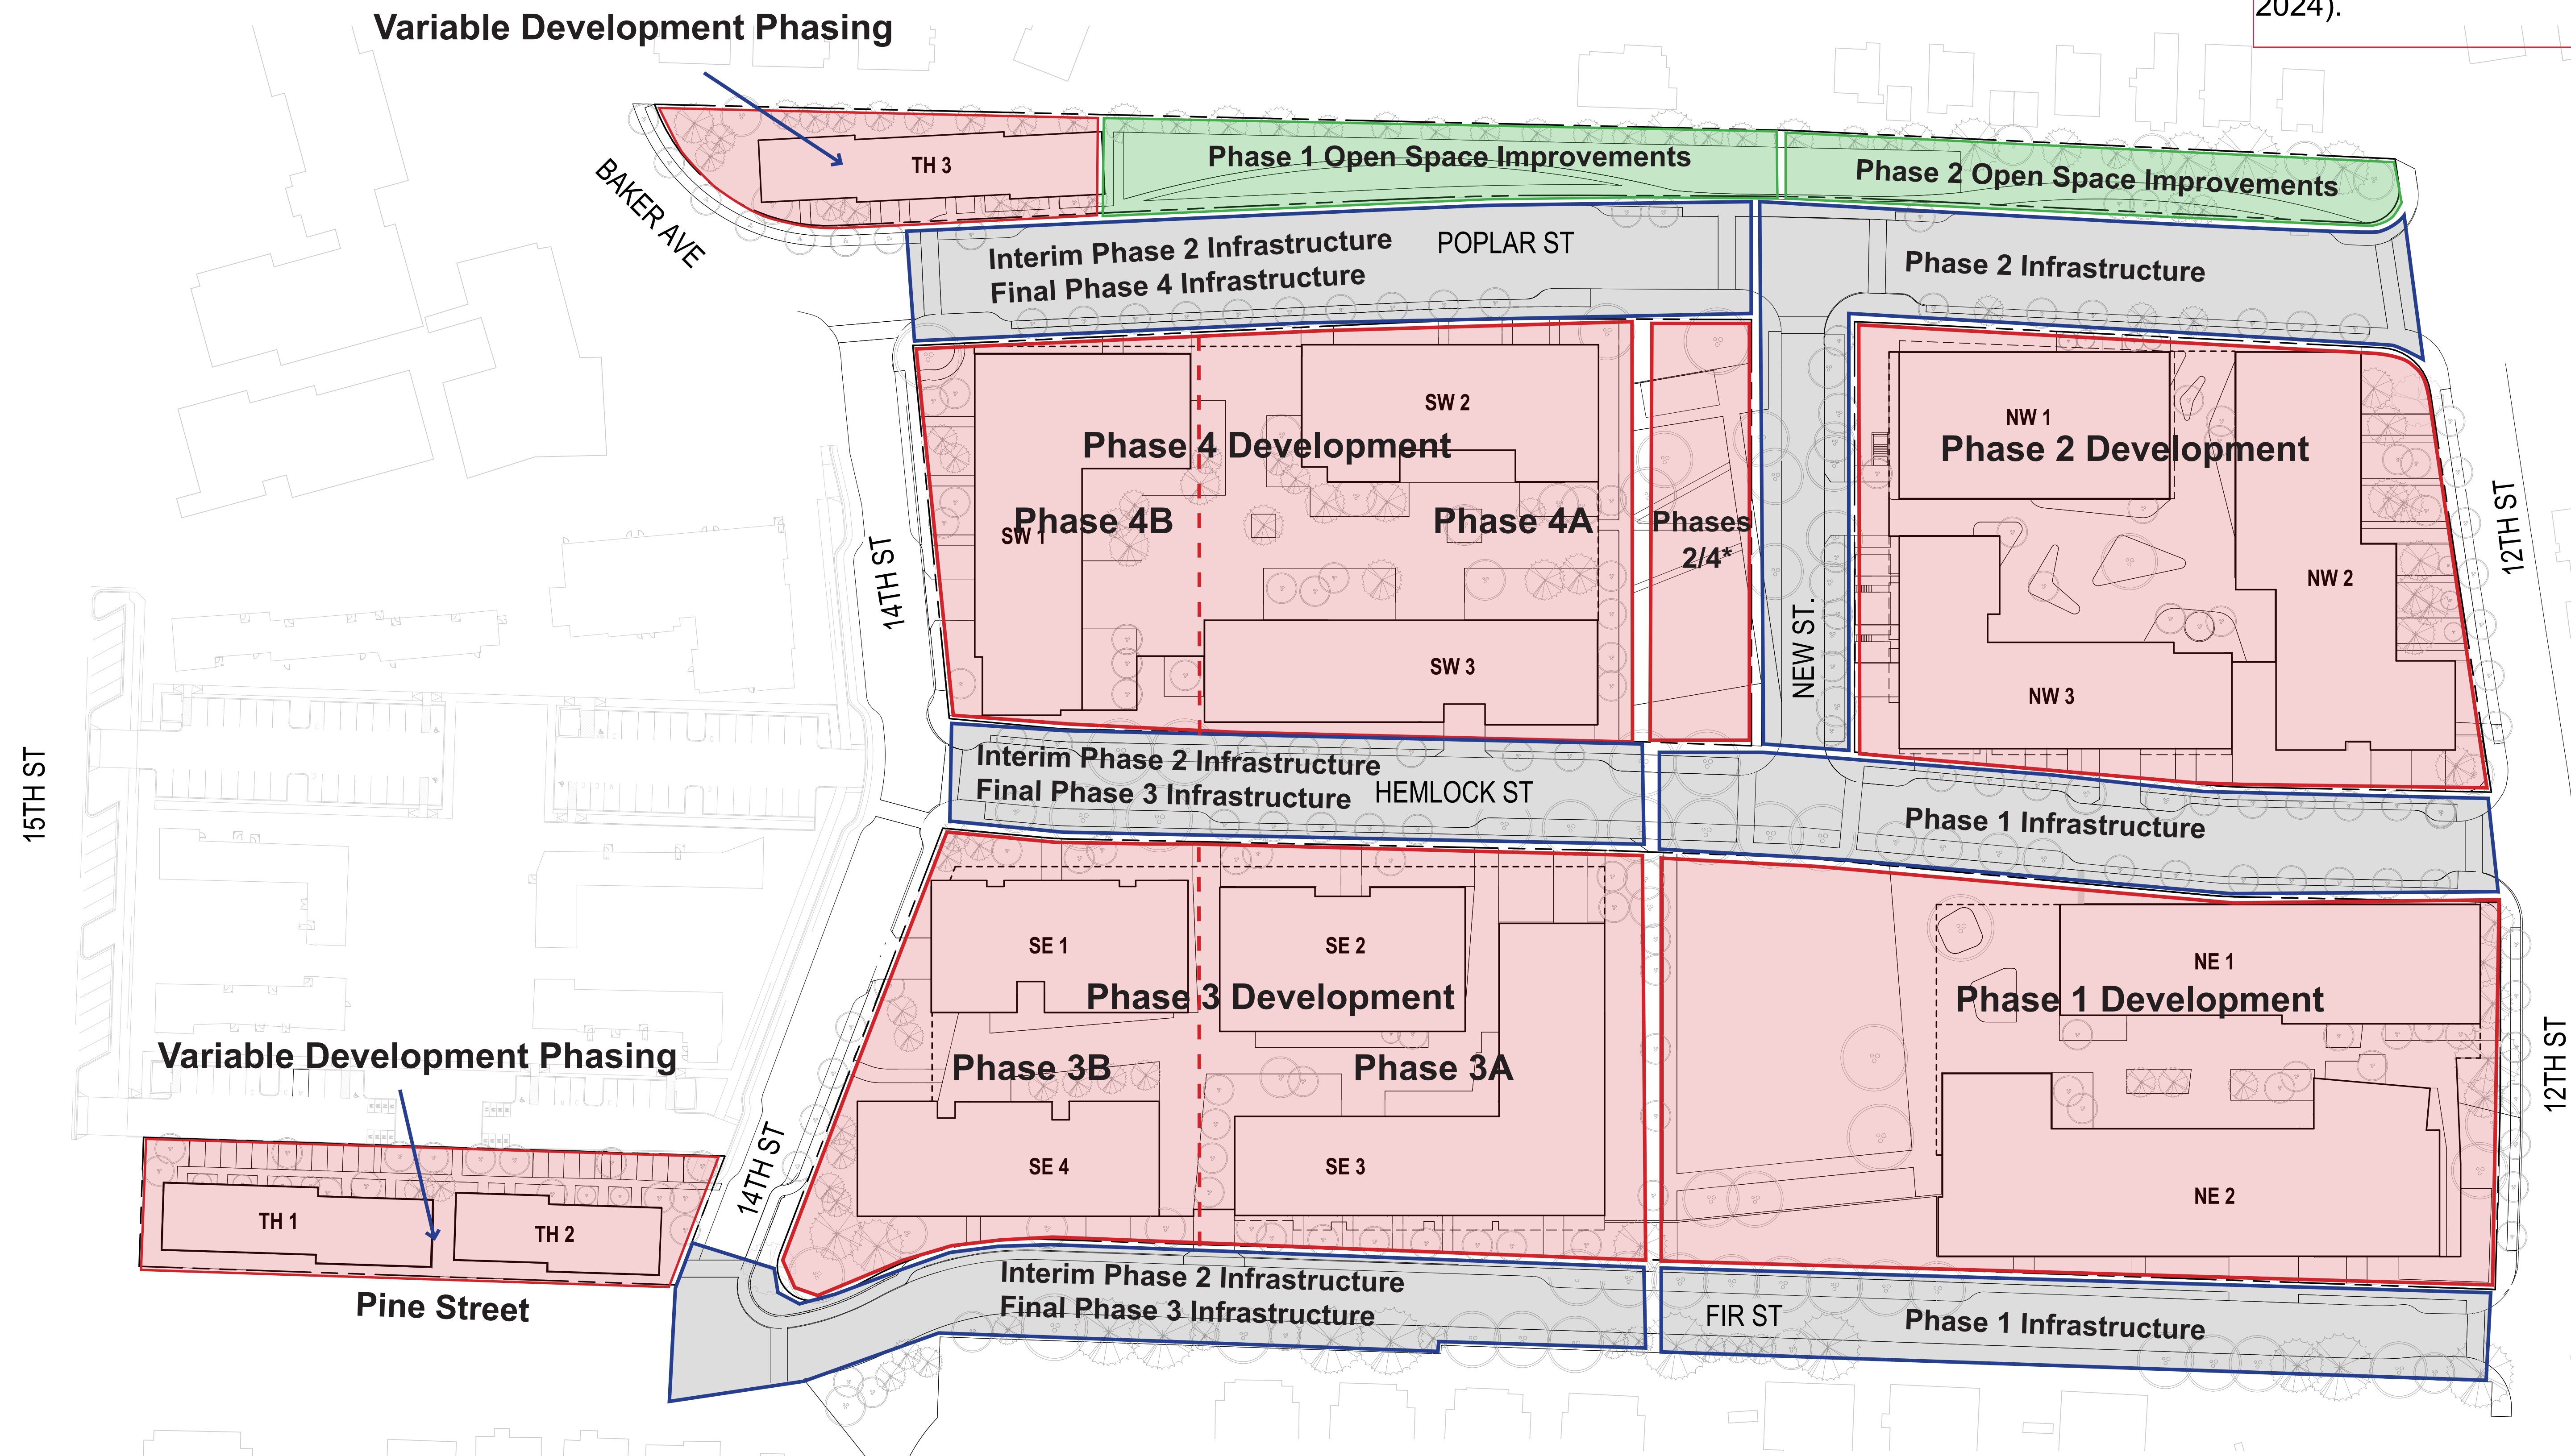 2024).
Variable Development Phasing
TH 3
Phase 1 Open Space Improvements
Phase 2 Open Space Improvements
BAKER AVE
Interim Phase 2 Infrastructure
Final Phase 4 Infrastructure
POPLAR ST
Phase 2 Infrastructure
SW 2
NW 1
Phase 4 Development
Phase 2 Development
Phase 4B
SW 1
Phase 4A
Phases
2/4*
14TH ST
12TH ST
NW 2
NEW ST.
SW 3
NW 3
15TH ST
Interim Phase 2 Infrastructure
Final Phase 3 Infrastructure
HEMLOCK ST
Phase 1 Infrastructure
SE 1
SE 2
NE 1
Phase 3 Development
Phase 1 Development
Variable Development Phasing
Phase 3B
Phase 3A
12TH ST
14TH ST
SE 4
SE 3
NE 2
TH 1
TH 2
Pine Street
Interim Phase 2 Infrastructure
Final Phase 3 Infrastructure
FIR ST
Phase 1 Infrastructure